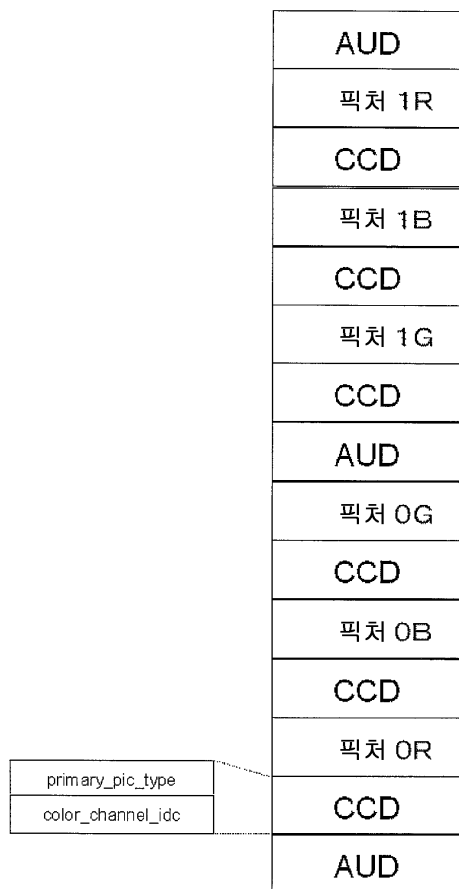 AUD
픽처 1R
CCD
픽처 1B
CCD
픽처 1G
CCD
AUD
픽처 0G
CCD
픽처 0B
CCD
픽처 0R
primary_pic_type
CCD
color_channel_idc
AUD